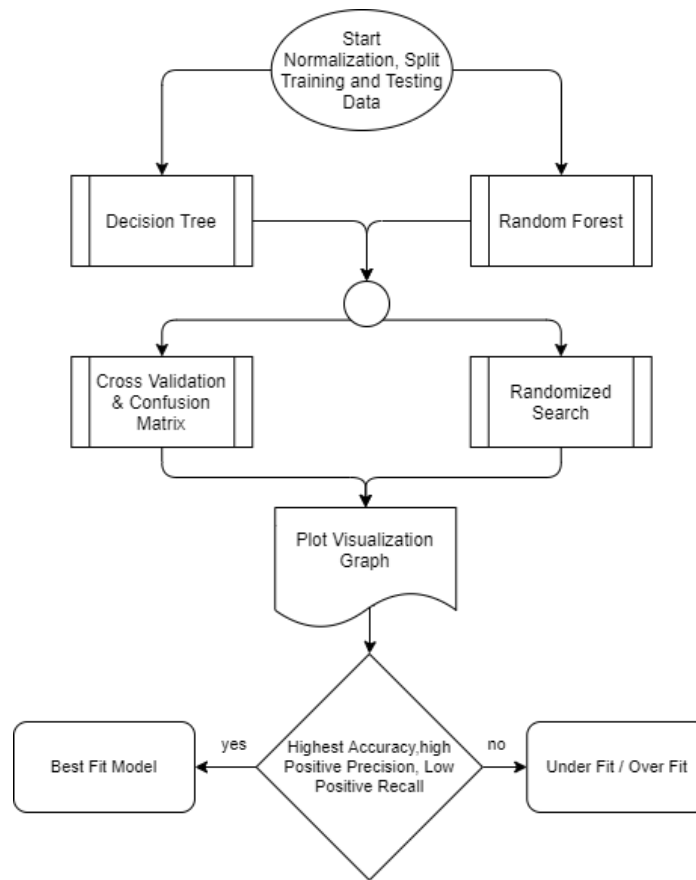 Start
Normalization, Split
Training and Testing
Data
Decision Tree
Random Forest
Cross Validation
& Confusion
Matrix
Randomized
Search
Plot Visualization
Graph
yes
Highest Accuracy,high
Positive Precision, Low
Positive Recall
no
Best Fit Model
Under Fit / Over Fit